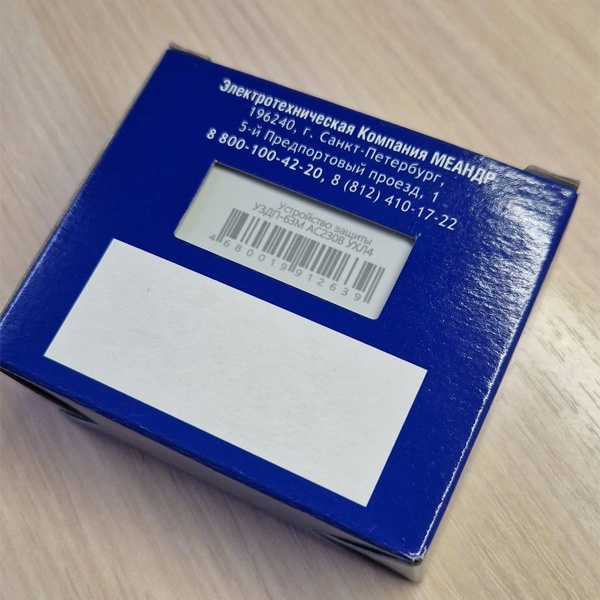 Электротехническая Компания МЕАНДР
196240, г. Санкт-Петербург,
5-й Предпортовый проезд, 1
8 800-100-42-20, 8 (812) 410-17-22
Устройство защиты
УЗДП-63М AC230В УХЛ4
4680019912639